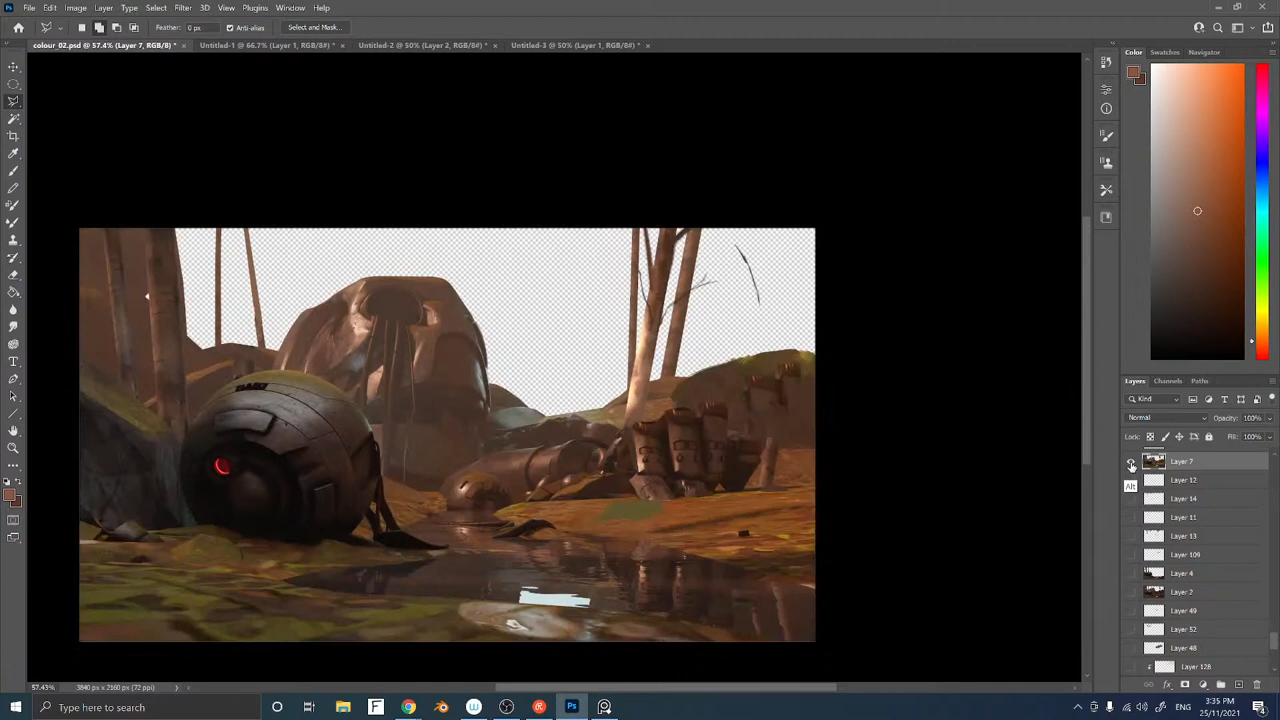 File Edit Image Layer Type Select Filter 3D View Plugins Window Help
Feather: 0 px Anti-alias Select and Mask...
colour_02.psd @ 57.4% (Layer 7, RGB/8) * × Untitled-1 @ 66.7% (Layer 1, RGB/8#) * × Untitled-2 @ 50% (Layer 2, RGB/8#) * × Untitled-3 @ 50% (Layer 1, RGB/8#) * ×
Color Swatches Navigator
Layers Channels Paths
Kind
Normal Opacity: 100%
Lock: Fill: 100%
Layer 7
Layer 12
Alt
Layer 14
Layer 11
Layer 13
Layer 109
Layer 4
Layer 2
Layer 49
Layer 52
Layer 48
Layer 128
57.43% 3840 px x 2160 px (72 ppi)
Type here to search
ENG
3:35 PM
25/11/2021